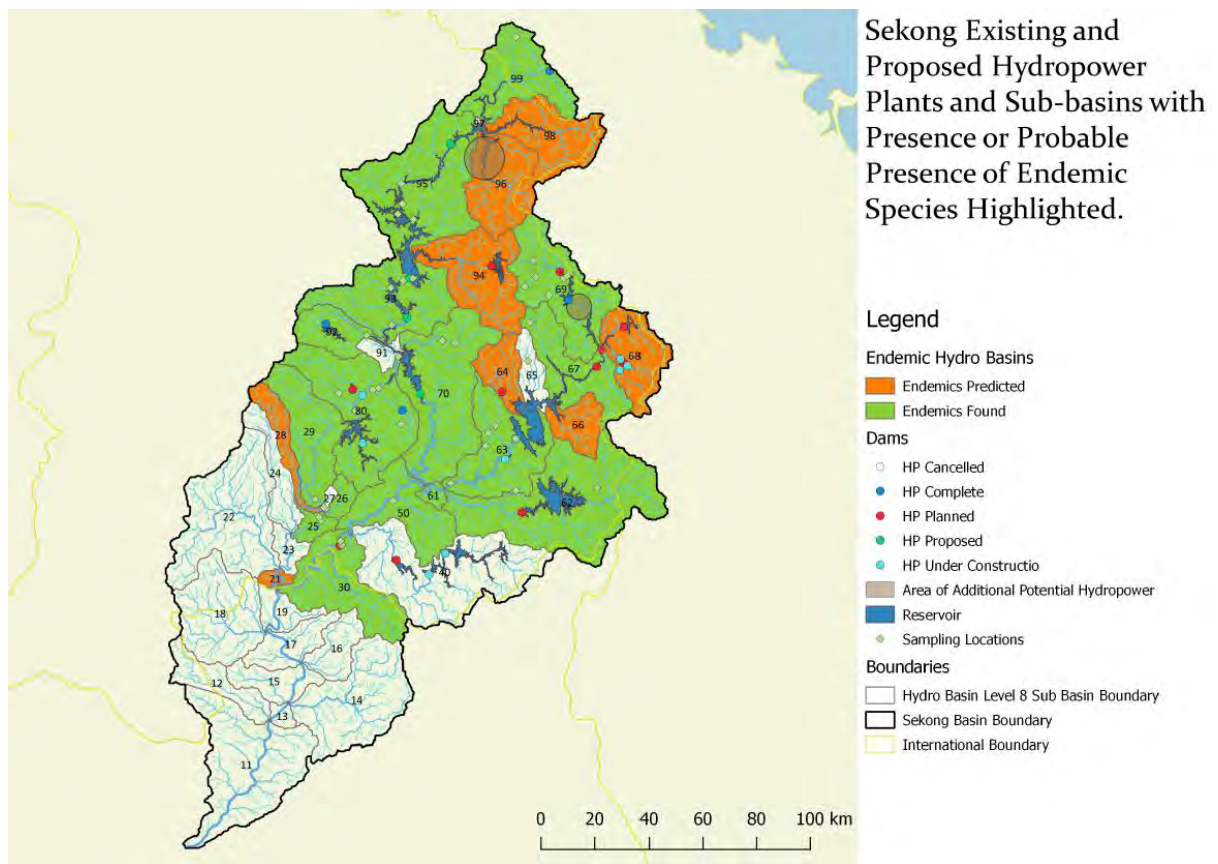 Sekong Existing and
Proposed Hydropower
Plants and Sub-basins with
Presence or Probable
Presence of Endemic
Species Highlighted.
Legend
Endemic Hydro Basins
Endemics Predicted
Endemics Found
Dams
HP Cancelled
HP Complete
HP Planned
HP Proposed
HP Under Constructio
Area of Additional Potential Hydropower
Reservoir
Sampling Locations
Boundaries
Hydro Basin Level 8 Sub Basin Boundary
Sekong Basin Boundary
International Boundary
99
97
98
95
96
94
69
93
92
91
68
64
65
67
70
80
66
28
29
63
24
27
26
61
62
22
50
25
23
40
21
30
18
19
17
16
12
15
14
13
11
0 20 40 60 80 100 km